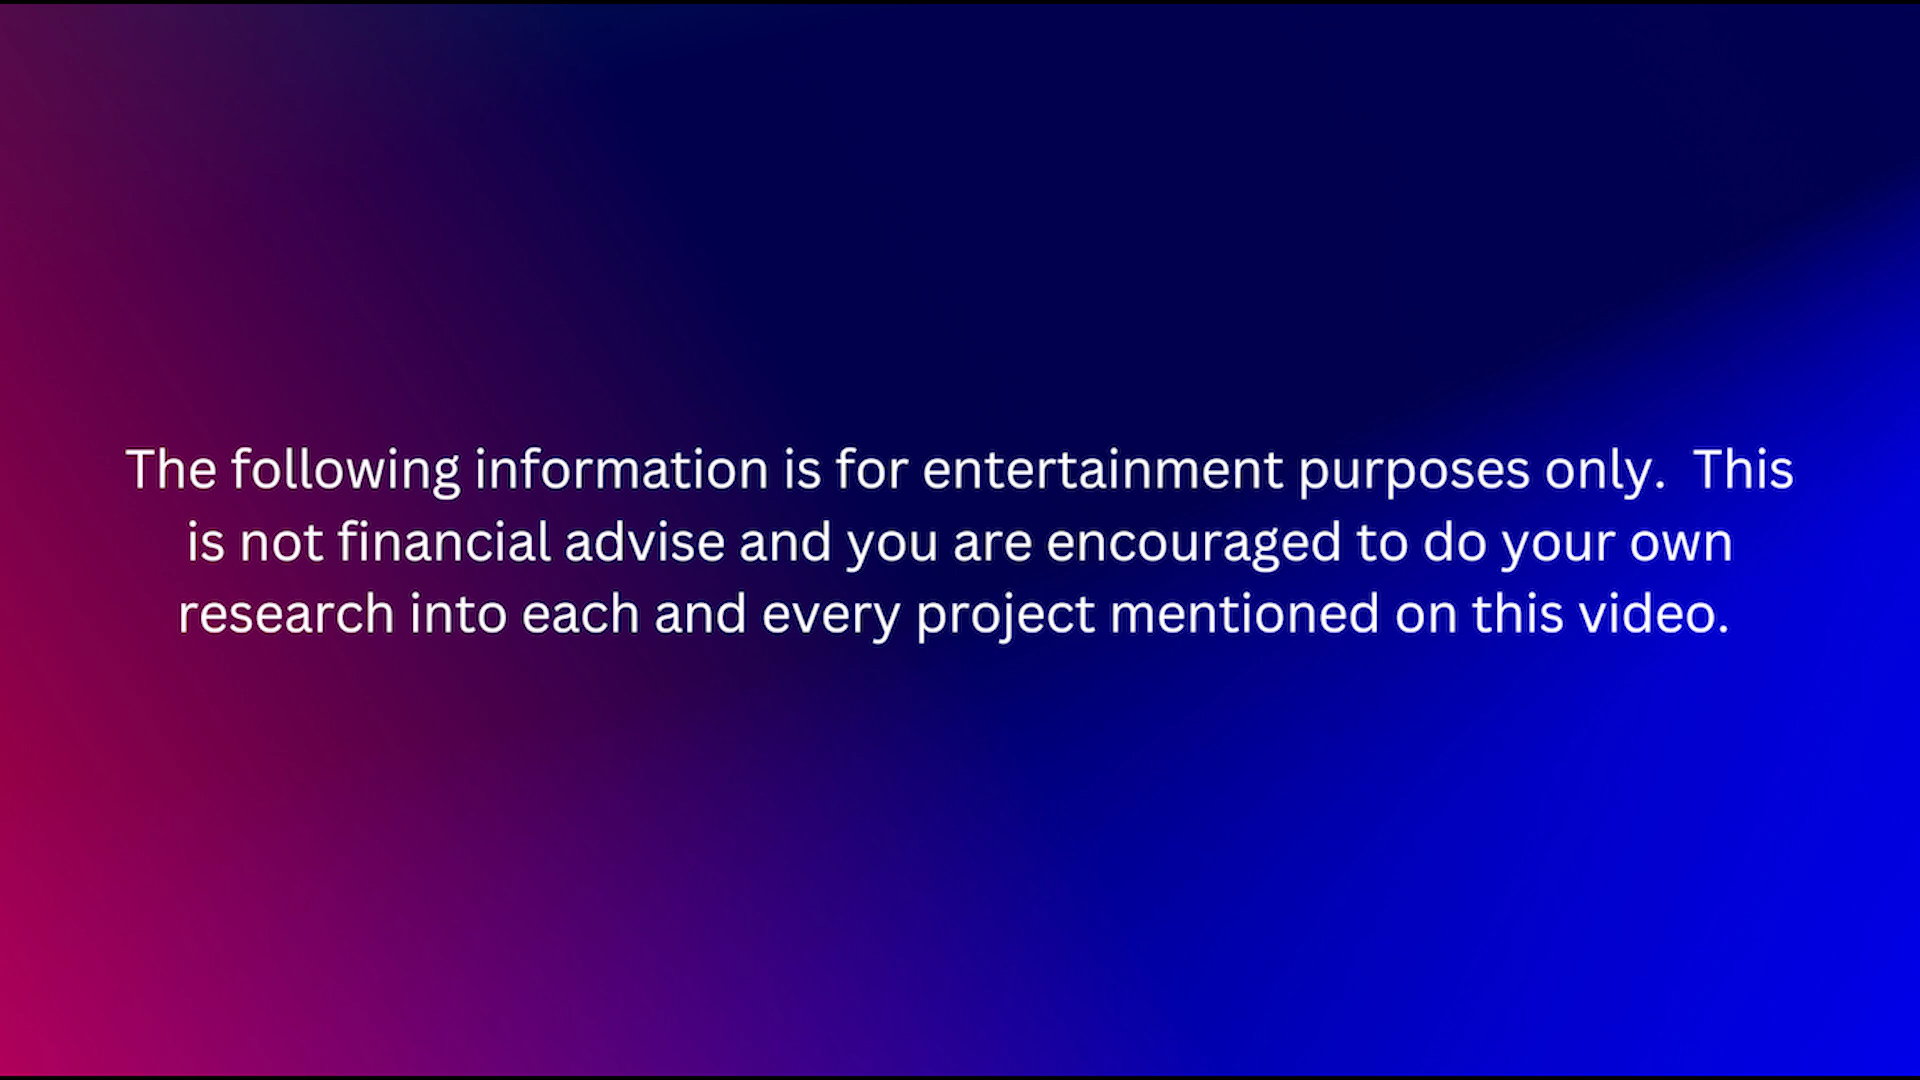 The following information is for entertainment purposes only.  This
is not financial advise and you are encouraged to do your own
research into each and every project mentioned on this video.